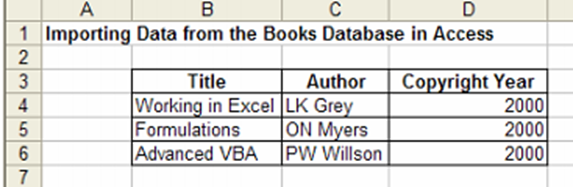 A B C D
1 Importing Data from the Books Database in Access
2
3 Title Author Copyright Year
4 Working in Excel LK Grey 2000
5 Formulations ON Myers 2000
6 Advanced VBA PW Willson 2000
7